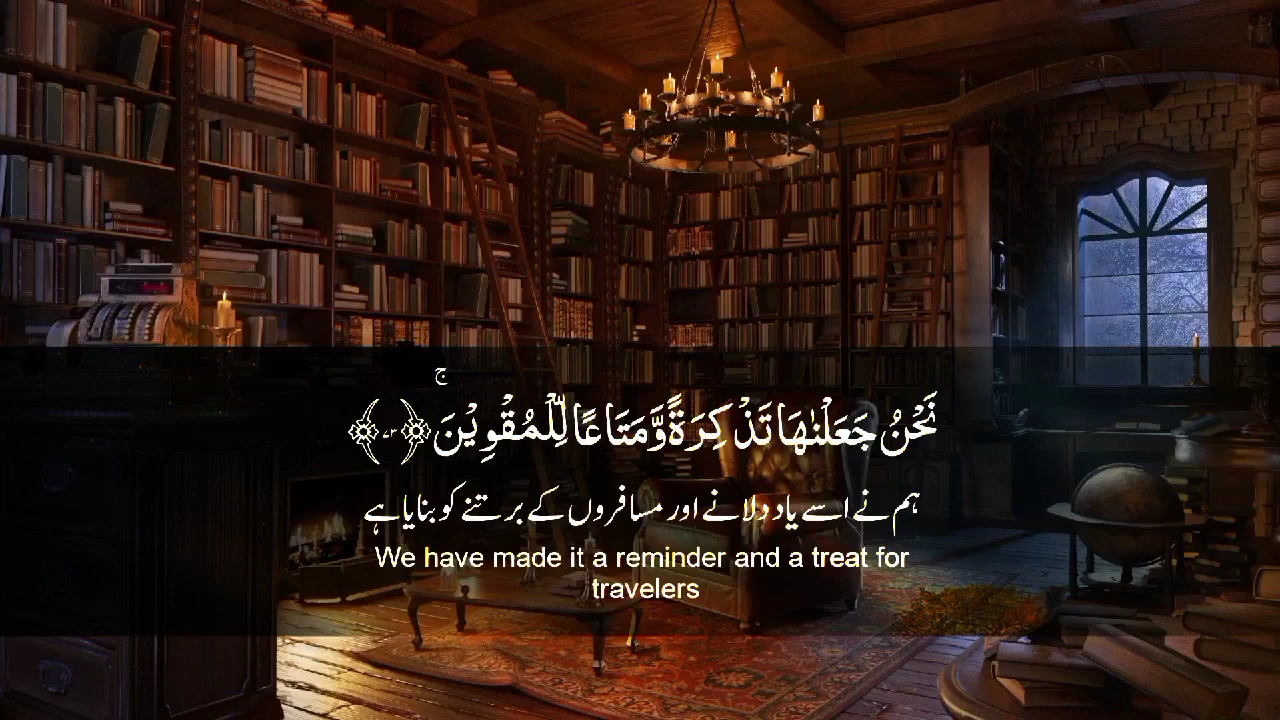 نَحْنُ جَعَلْنٰهَا تَذْكِرَةً وَّمَتَاعًا لِّلْمُقْوِيْنَ ۚ
ہم نے اسے یاد دلانے اور مسافروں کے برتنے کو بنایا ہے
We have made it a reminder and a treat for
travelers